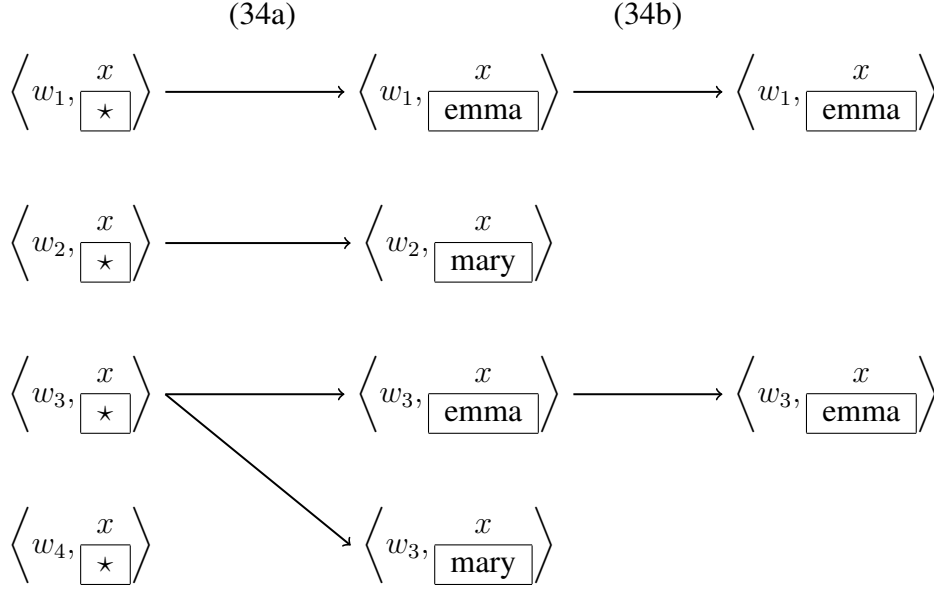 (34a) (34b)
x x x
⟨w₁, ⋆⟩ ⟨w₁, emma⟩ ⟨w₁, emma⟩
x x
⟨w₂, ⋆⟩ ⟨w₂, mary⟩
x x x
⟨w₃, ⋆⟩ ⟨w₃, emma⟩ ⟨w₃, emma⟩
x x
⟨w₄, ⋆⟩ ⟨w₃, mary⟩